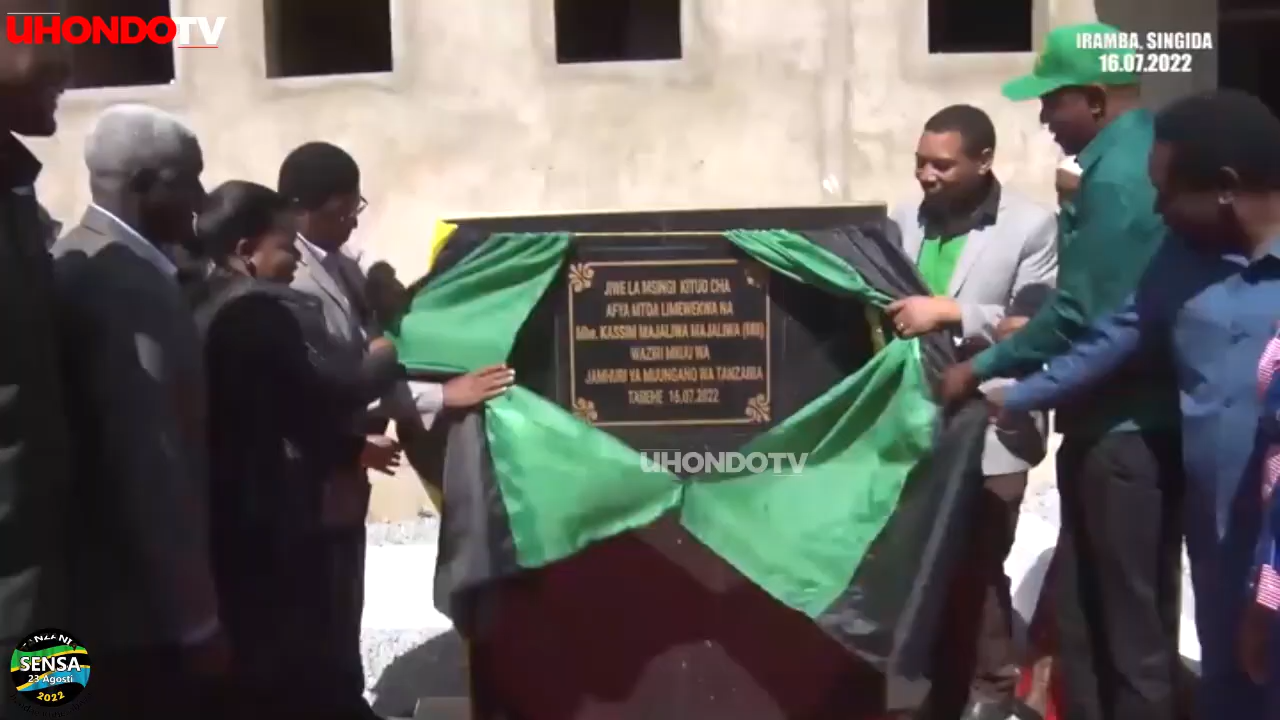 UHONDOTV
IRAMBA, SINGIDA
16.07.2022
JIWE LA MSINGI KITUO CHA
AFYA MTOA LIMEWEKWA NA
Mhe. KASSIM MAJALIWA MAJALIWA (MB)
WAZIRI MKUU WA
JAMHURI YA MUUNGANO WA TANZANIA
TAREHE 16.07.2022
UHONDOTV
SENSA
23 Agosti
2022